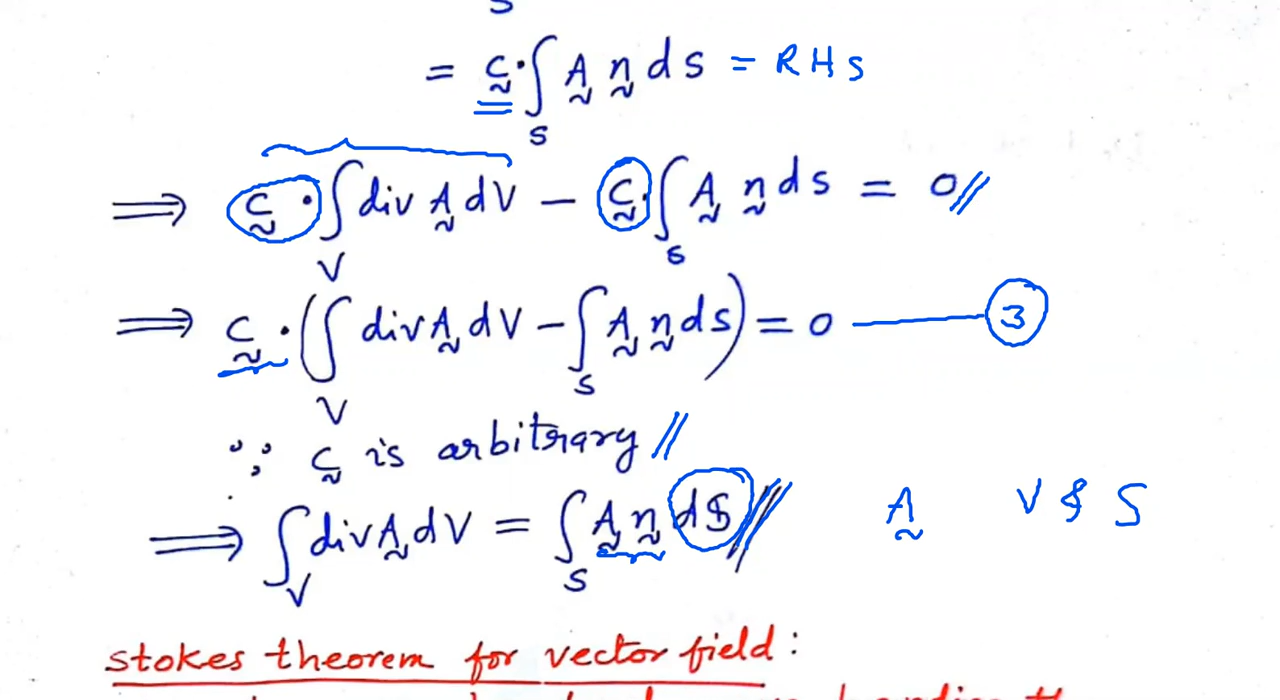 S
= c̰ · ∫_S A̰ ṋ ds = RHS
⟹ c̰ · ∫_V div A̰ dV − c̰ · ∫_S A̰ ṋ ds = 0 //
⟹ c̰ · (∫_V div A̰ dV − ∫_S A̰ ṋ ds) = 0 —— ③
∵ c̰ is arbitrary //
⟹ ∫_V div A̰ dV = ∫_S A̰ ṋ dS // A̰ V & S
stokes theorem for vector field :